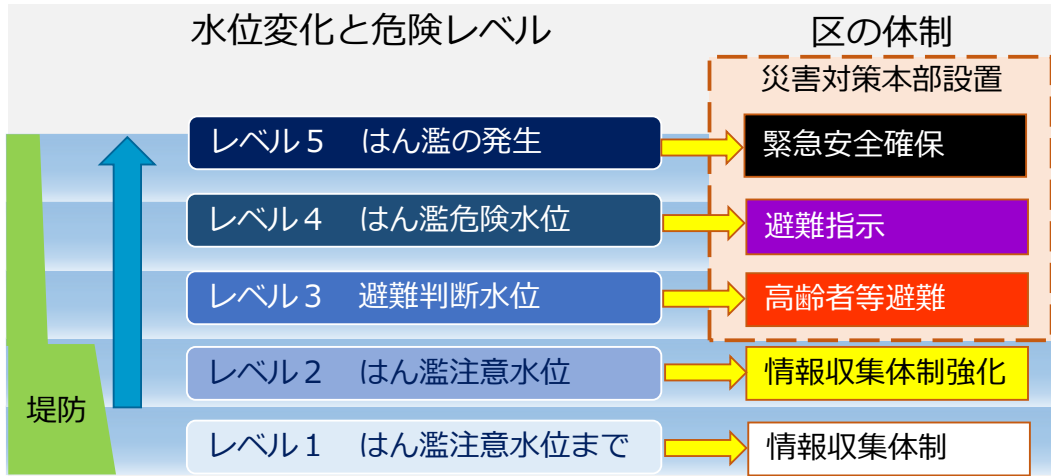 水位変化と危険レベル
区の体制
災害対策本部設置
レベル５　はん濫の発生
緊急安全確保
レベル４　はん濫危険水位
避難指示
レベル３　避難判断水位
高齢者等避難
レベル２　はん濫注意水位
情報収集体制強化
堤防
レベル１　はん濫注意水位まで
情報収集体制